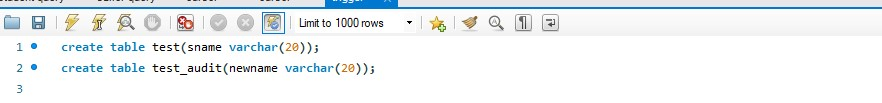 trigger
Limit to 1000 rows
1 create table test(sname varchar(20));
2 create table test_audit(newname varchar(20));
3